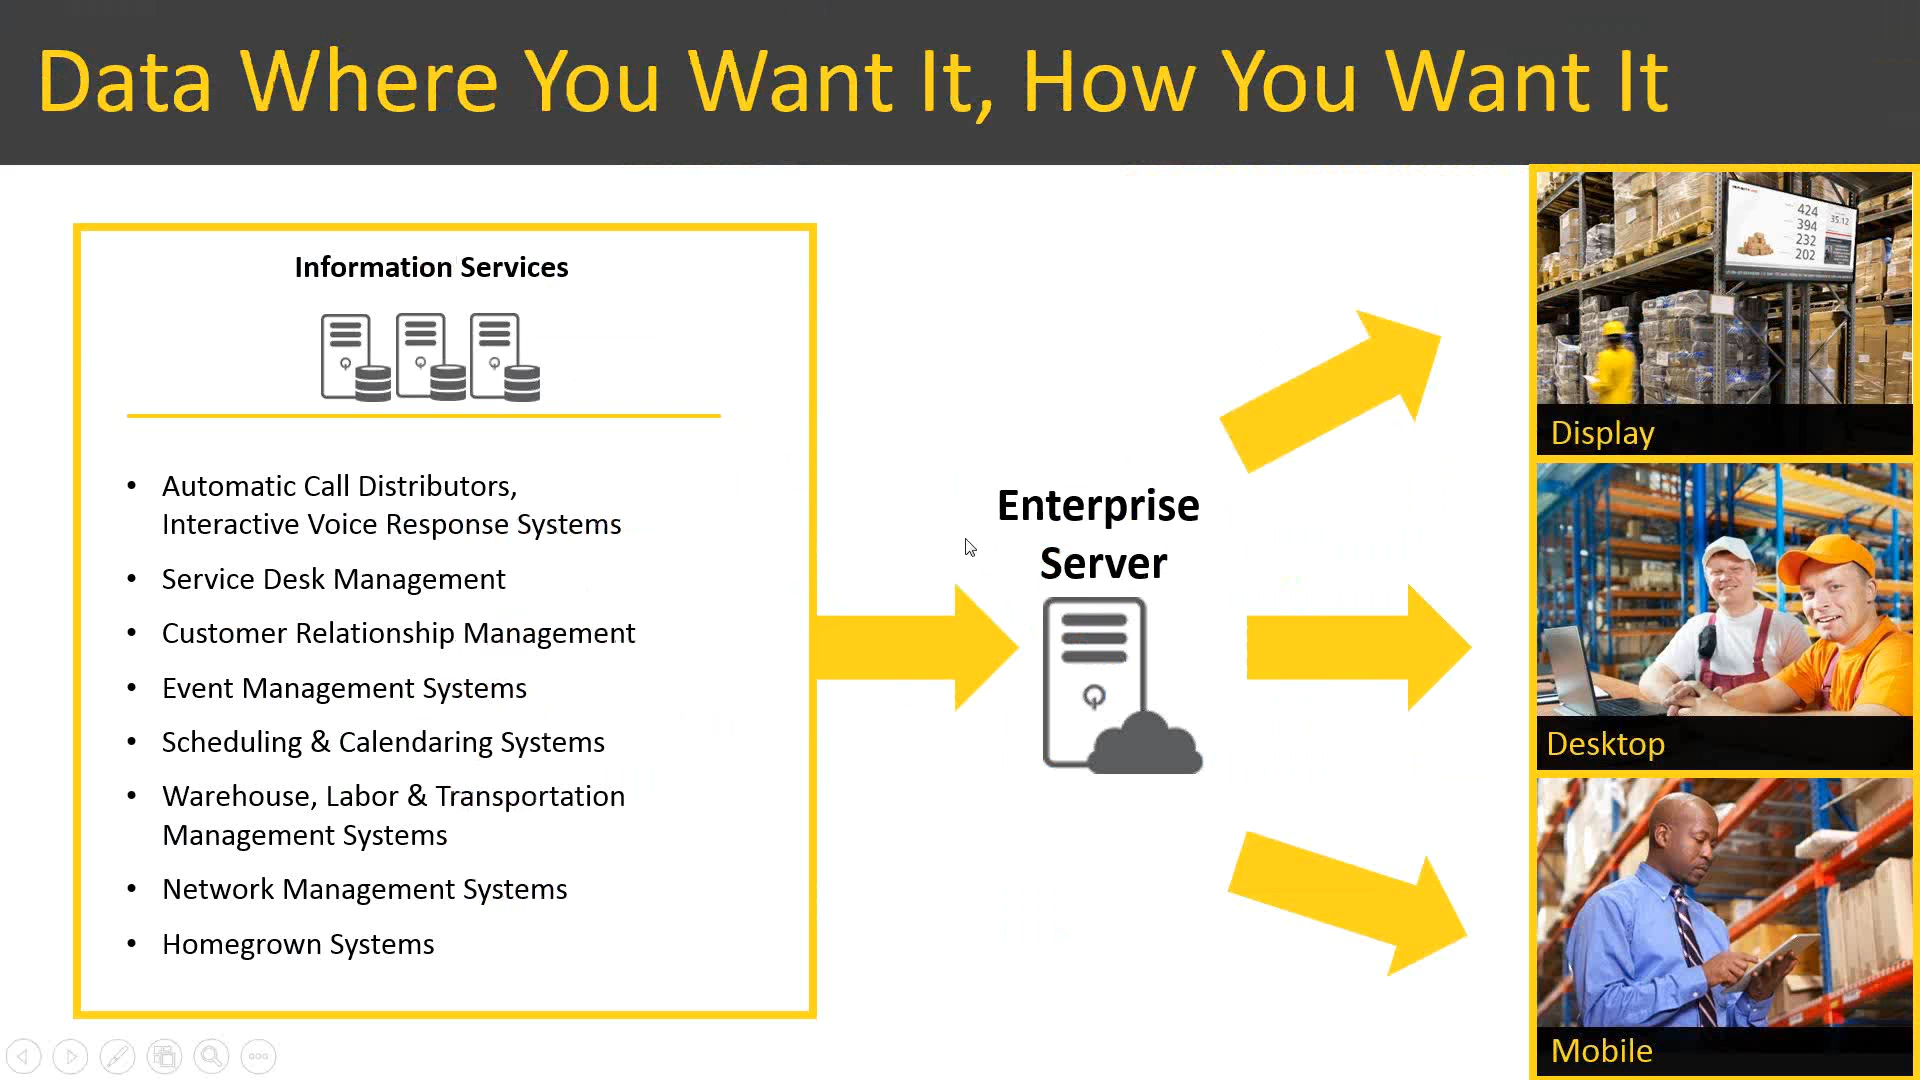 Data Where You Want It, How You Want It
Information Services
• Automatic Call Distributors,
Interactive Voice Response Systems
• Service Desk Management
• Customer Relationship Management
• Event Management Systems
• Scheduling & Calendaring Systems
• Warehouse, Labor & Transportation
Management Systems
• Network Management Systems
• Homegrown Systems
Enterprise
Server
424
394
232
202
35.12
Display
Desktop
Mobile